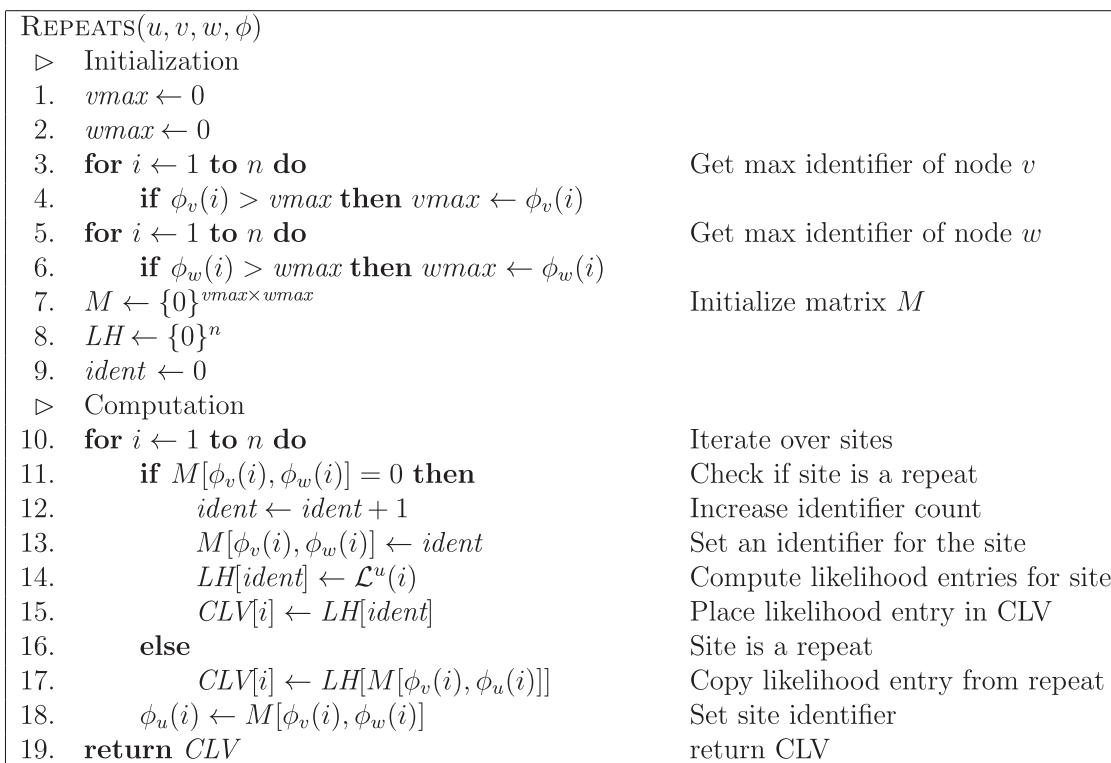 REPEATS(u, v, w, ϕ)
▷ Initialization
1. vmax ← 0
2. wmax ← 0
3. for i ← 1 to n do Get max identifier of node v
4. if ϕ_v(i) > vmax then vmax ← ϕ_v(i)
5. for i ← 1 to n do Get max identifier of node w
6. if ϕ_w(i) > wmax then wmax ← ϕ_w(i)
7. M ← {0}^{vmax×wmax} Initialize matrix M
8. LH ← {0}^n
9. ident ← 0
▷ Computation
10. for i ← 1 to n do Iterate over sites
11. if M[ϕ_v(i), ϕ_w(i)] = 0 then Check if site is a repeat
12. ident ← ident + 1 Increase identifier count
13. M[ϕ_v(i), ϕ_w(i)] ← ident Set an identifier for the site
14. LH[ident] ← 𝓛^u(i) Compute likelihood entries for site
15. CLV[i] ← LH[ident] Place likelihood entry in CLV
16. else Site is a repeat
17. CLV[i] ← LH[M[ϕ_v(i), ϕ_u(i)]] Copy likelihood entry from repeat
18. ϕ_u(i) ← M[ϕ_v(i), ϕ_w(i)] Set site identifier
19. return CLV return CLV